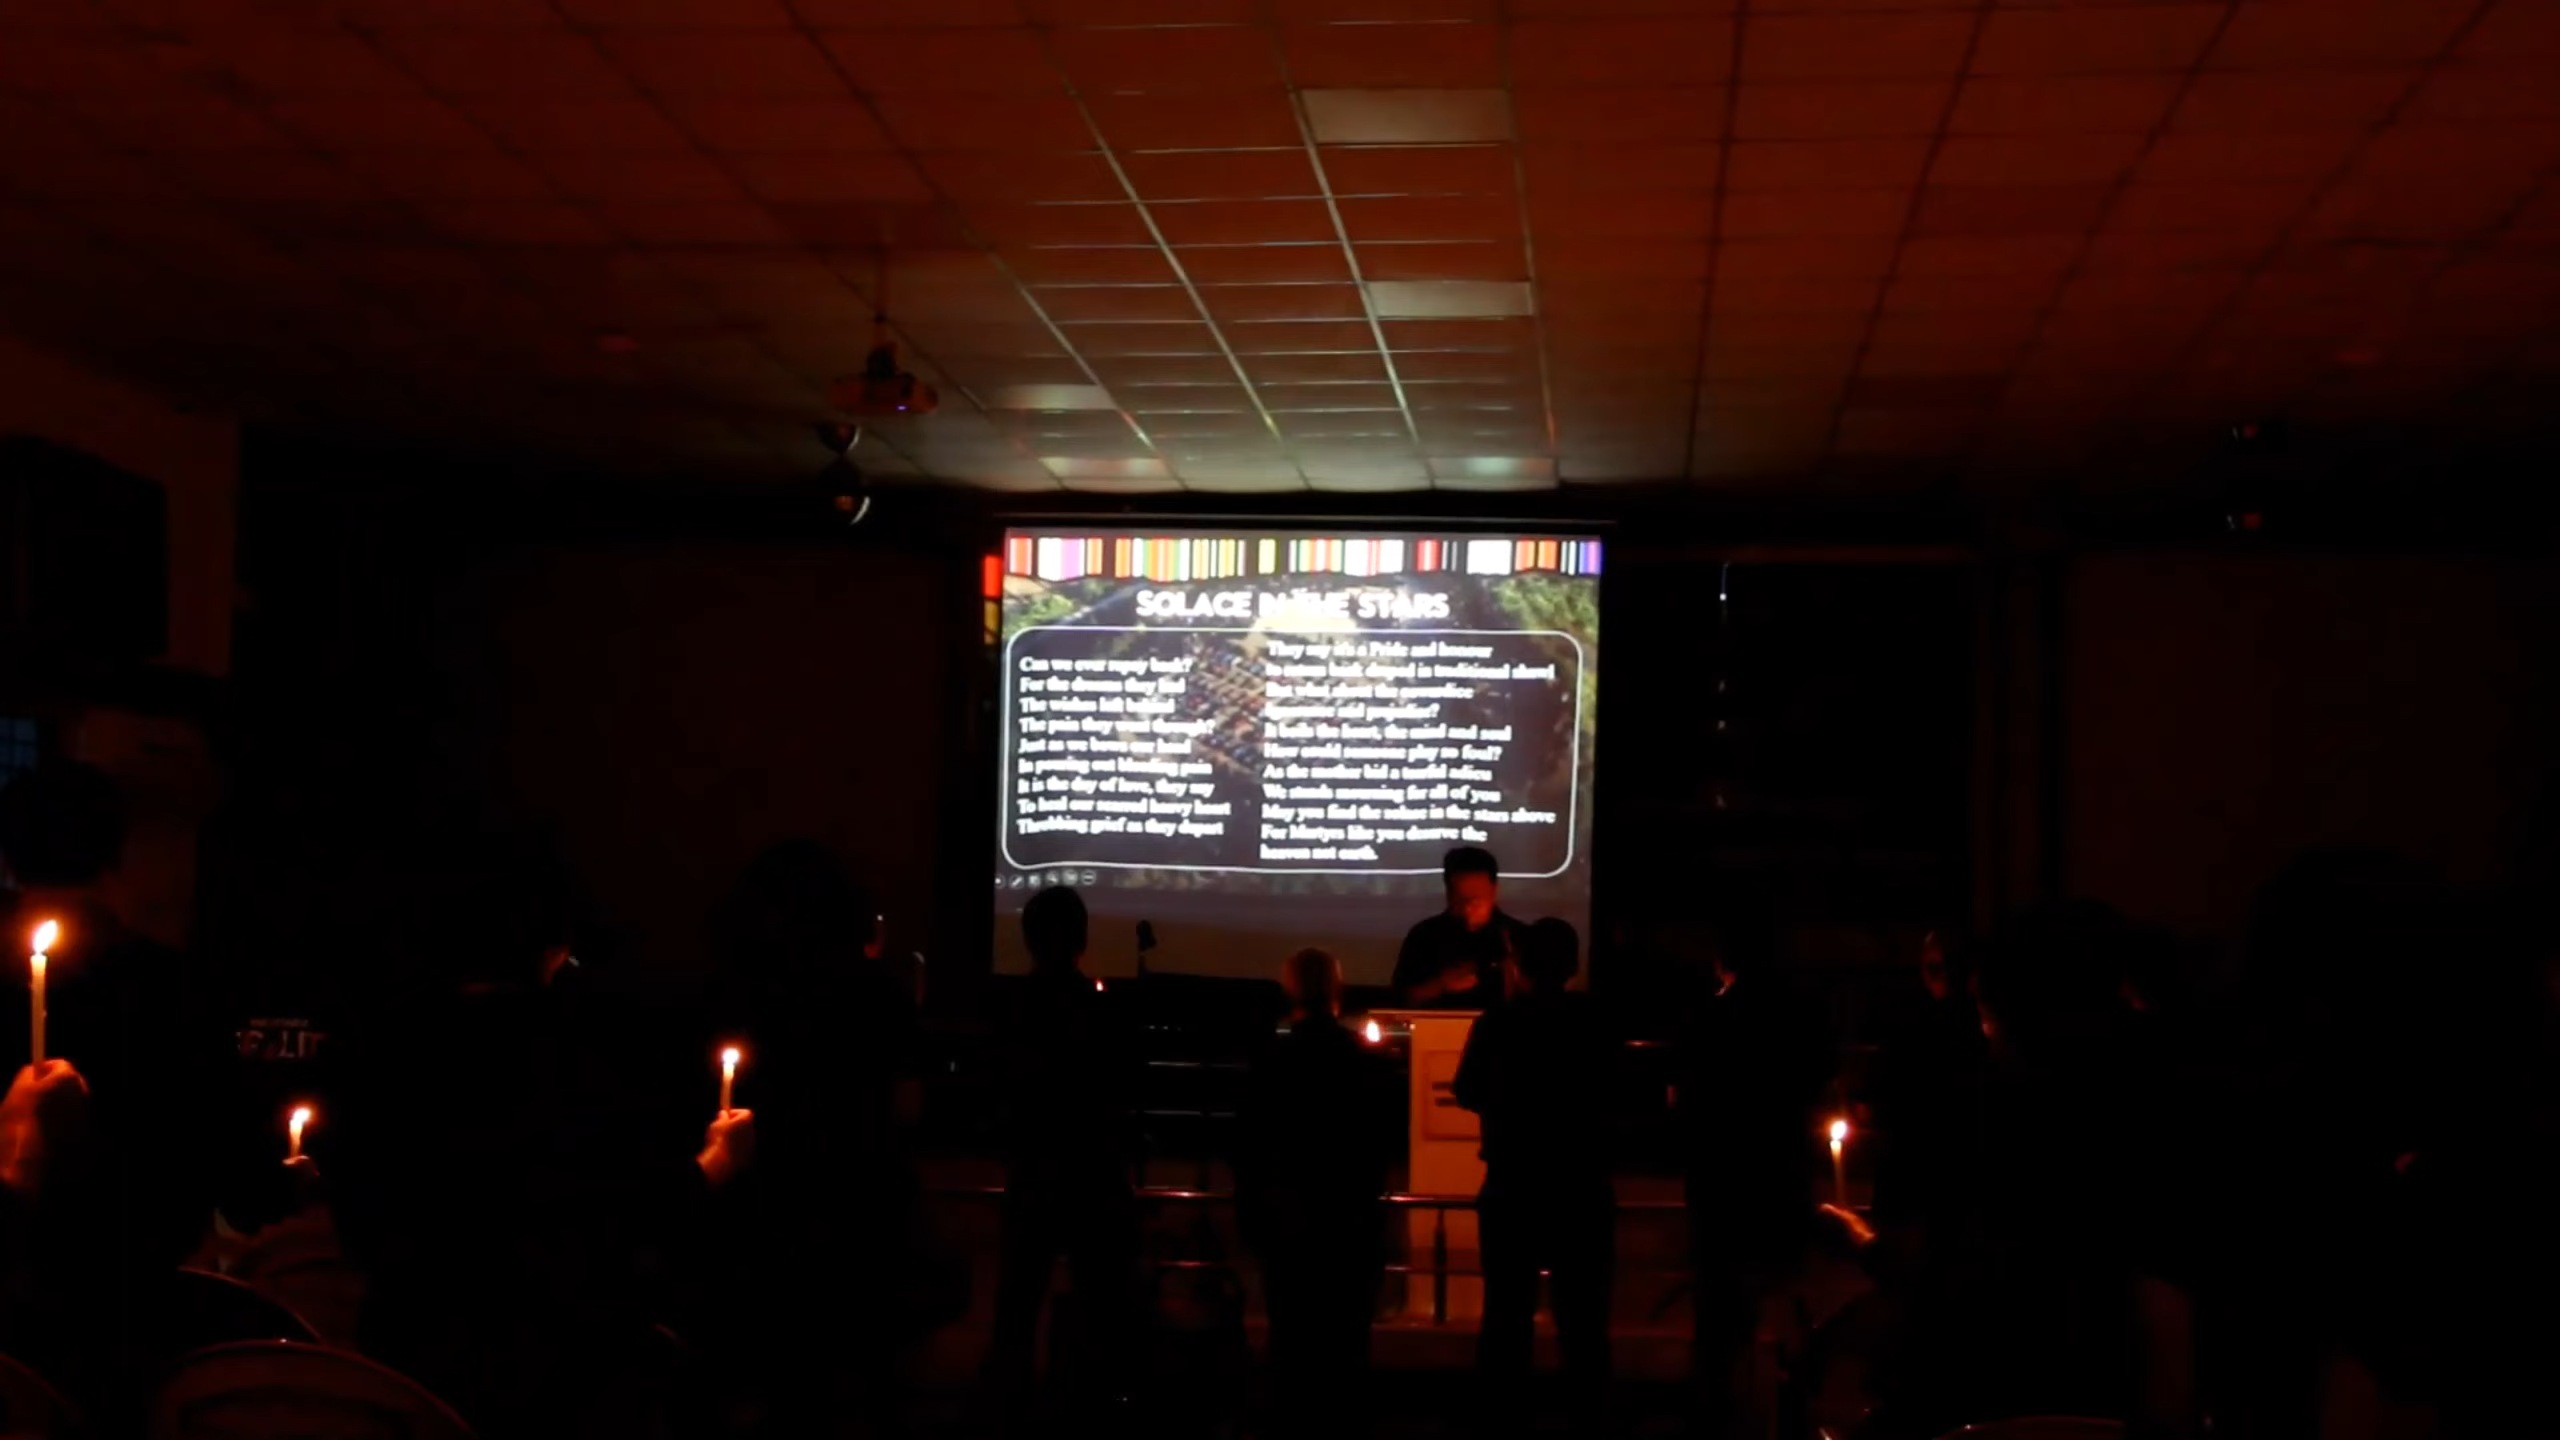 SOLACE IN THE STARS
Can we ever repay back?
For the dreams they had
The wishes left behind
The pain they went through?
Just as we bown our head
In pouring out bleeding pain
It is the day of love, they say
To heal our scarred heavy heart
Throbbing grief as they depart
They say it's a Pride and honour
to return back draped in traditional shawl
But what about the cowardice
and prejudice?
It boils the heart, the mind and soul
How could someone play so foul?
As the mother bid a tearful adieu
We stands mourning for all of you
May you find the solace in the stars above
For Martyrs like you deserve the
heaven not earth.